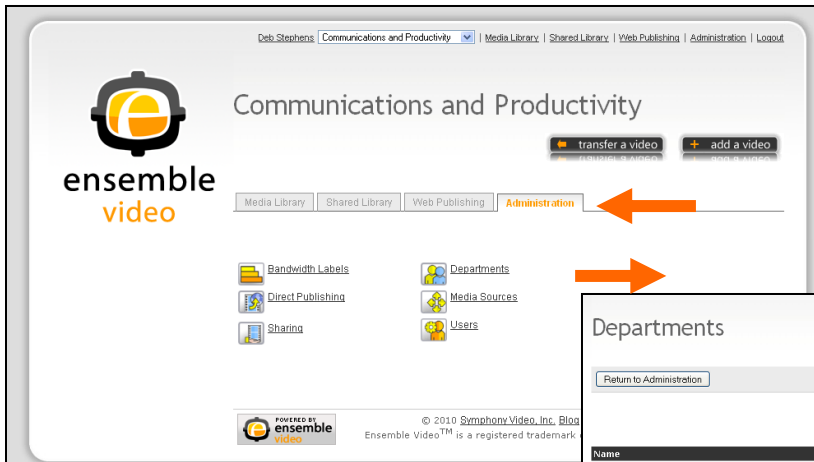 Deb Stephens Communications and Productivity | Media Library | Shared Library | Web Publishing | Administration | Logout
ensemble
video
Communications and Productivity
transfer a video
add a video
Media Library Shared Library Web Publishing Administration
Bandwidth Labels Departments
Direct Publishing Media Sources
Sharing Users
POWERED BY
ensemble
video
© 2010 Symphony Video, Inc. Blog
Ensemble Video™ is a registered trademark
Departments
Return to Administration
Name